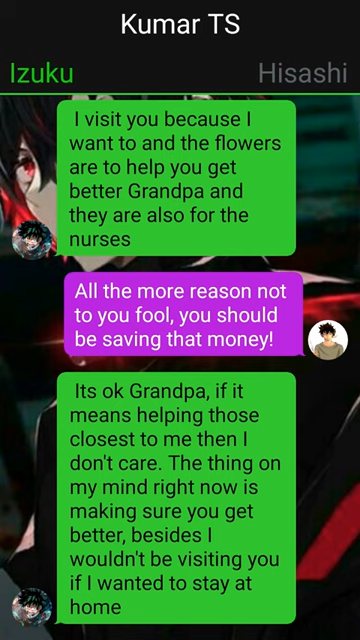 Kumar TS
Izuku
Hisashi
I visit you because I
want to and the flowers
are to help you get
better Grandpa and
they are also for the
nurses
All the more reason not
to you fool, you should
be saving that money!
Its ok Grandpa, if it
means helping those
closest to me then I
don't care. The thing on
my mind right now is
making sure you get
better, besides I
wouldn't be visiting you
if I wanted to stay at
home